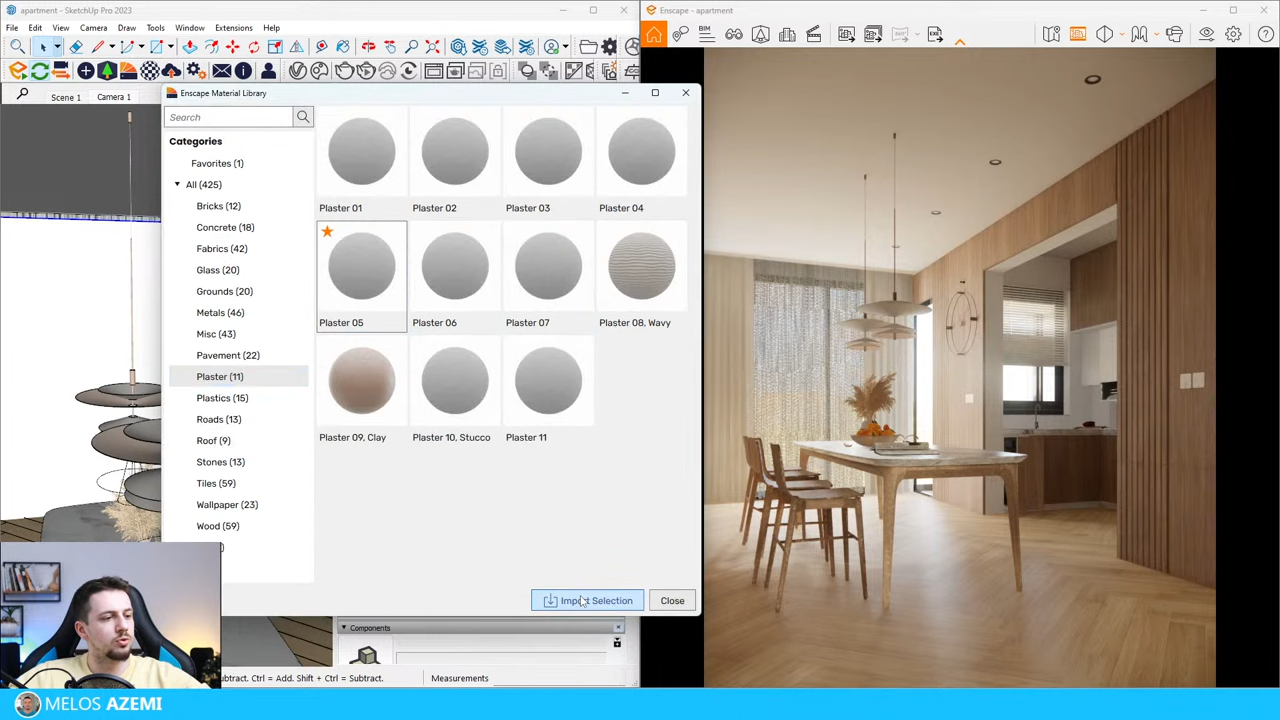 apartment - SketchUp Pro 2023
File Edit View Camera Draw Tools Window Extensions Help
Scene 1 Camera 1
Enscape Material Library
Search
Categories
Favorites (1)
All (425)
Bricks (12)
Concrete (18)
Fabrics (42)
Glass (20)
Grounds (20)
Metals (46)
Misc (43)
Pavement (22)
Plaster (11)
Plastics (15)
Roads (13)
Roof (9)
Stones (13)
Tiles (59)
Wallpaper (23)
Wood (59)
Plaster 01 Plaster 02 Plaster 03 Plaster 04
Plaster 05 Plaster 06 Plaster 07 Plaster 08, Wavy
Plaster 09, Clay Plaster 10, Stucco Plaster 11
Import Selection Close
Components
ubtract. Ctrl = Add. Shift + Ctrl = Subtract. Measurements
Enscape - apartment
BIM
EXE
MELOS AZEMI